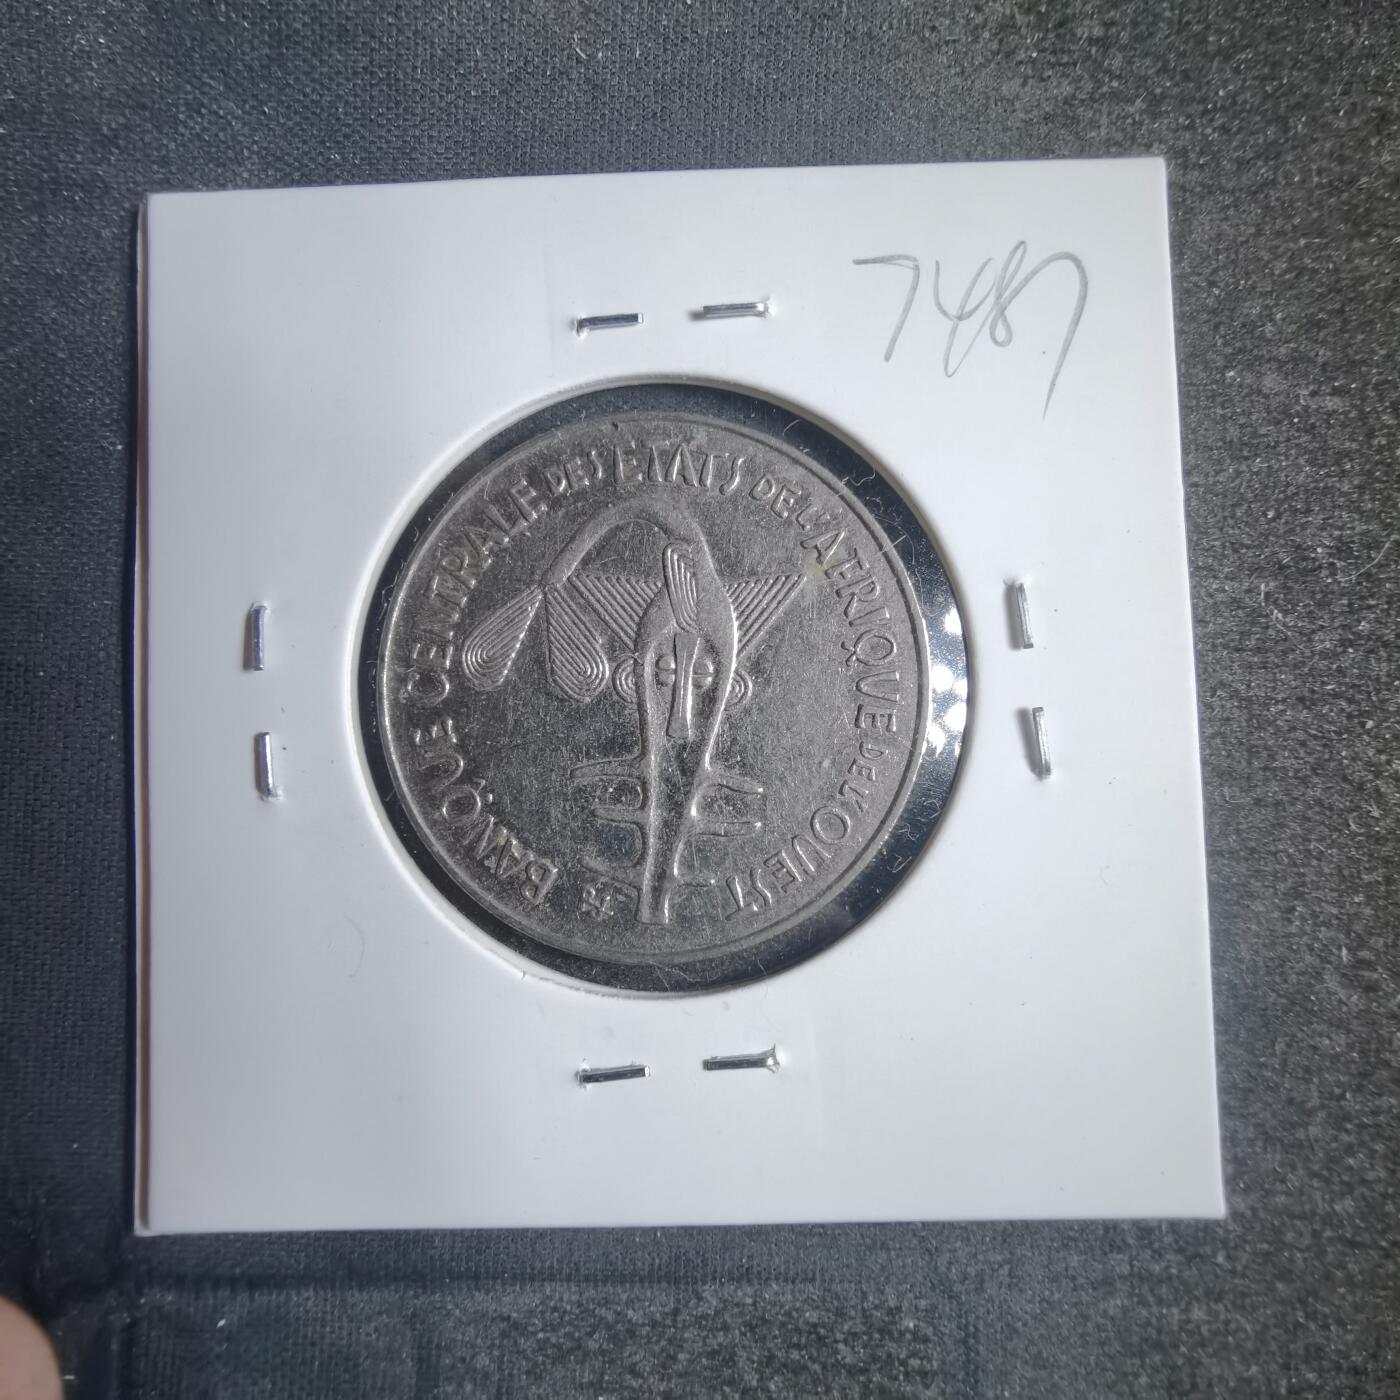 7487
BANQUE CENTRALE DES ETATS DE L'AFRIQUE DE L'OUEST